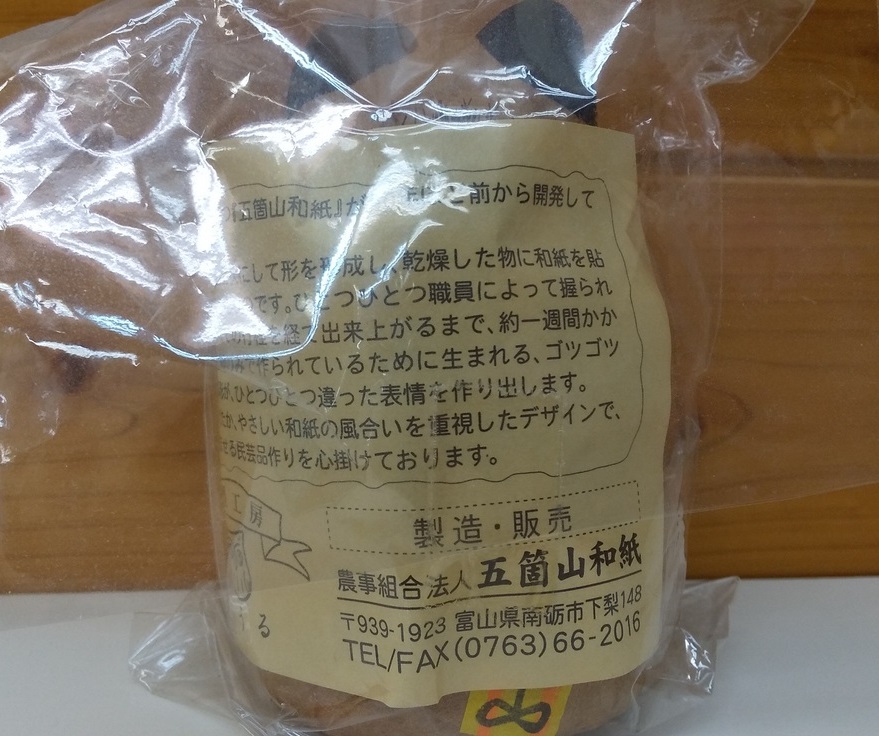 『五箇山和紙』
前から開発して
にして形を形成し、乾燥した物に和紙を貼
です。ひとつひとつ職員によって握られ
を経て出来上がるまで、約一週間かか
作られているために生まれる、ゴツゴツ
が、ひとつひとつ違った表情を作り出します。
か、やさしい和紙の風合いを重視したデザインで、
せる民芸品作りを心掛けております。
工房
る
製造・販売
農事組合法人 五箇山和紙
〒939-1923 富山県南砺市下梨148
TEL/FAX(0763)66-2016